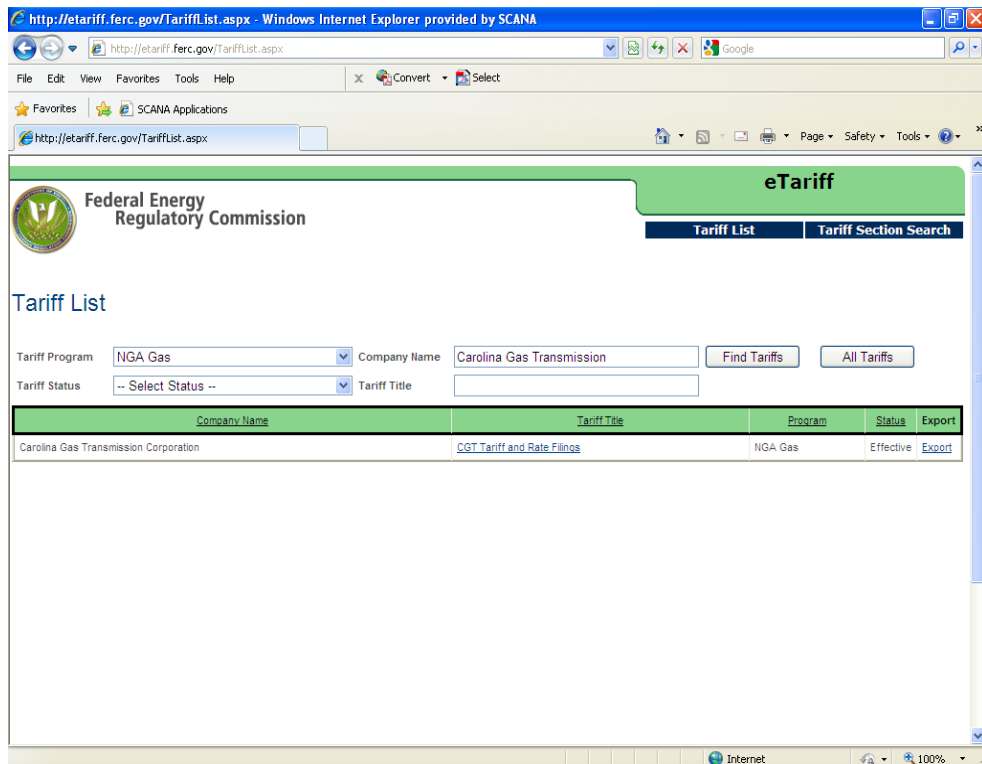 http://etariff.ferc.gov/TariffList.aspx - Windows Internet Explorer provided by SCANA
http://etariff.ferc.gov/TariffList.aspx
Google
File Edit View Favorites Tools Help
x Convert Select
Favorites SCANA Applications
http://etariff.ferc.gov/TariffList.aspx
Page Safety Tools »
eTariff
Federal Energy
Regulatory Commission
Tariff List Tariff Section Search
Tariff List
Tariff Program NGA Gas Company Name Carolina Gas Transmission Find Tariffs All Tariffs
Tariff Status -- Select Status -- Tariff Title
Company Name Tariff Title Program Status Export
Carolina Gas Transmission Corporation CGT Tariff and Rate Filings NGA Gas Effective Export
Internet 100%